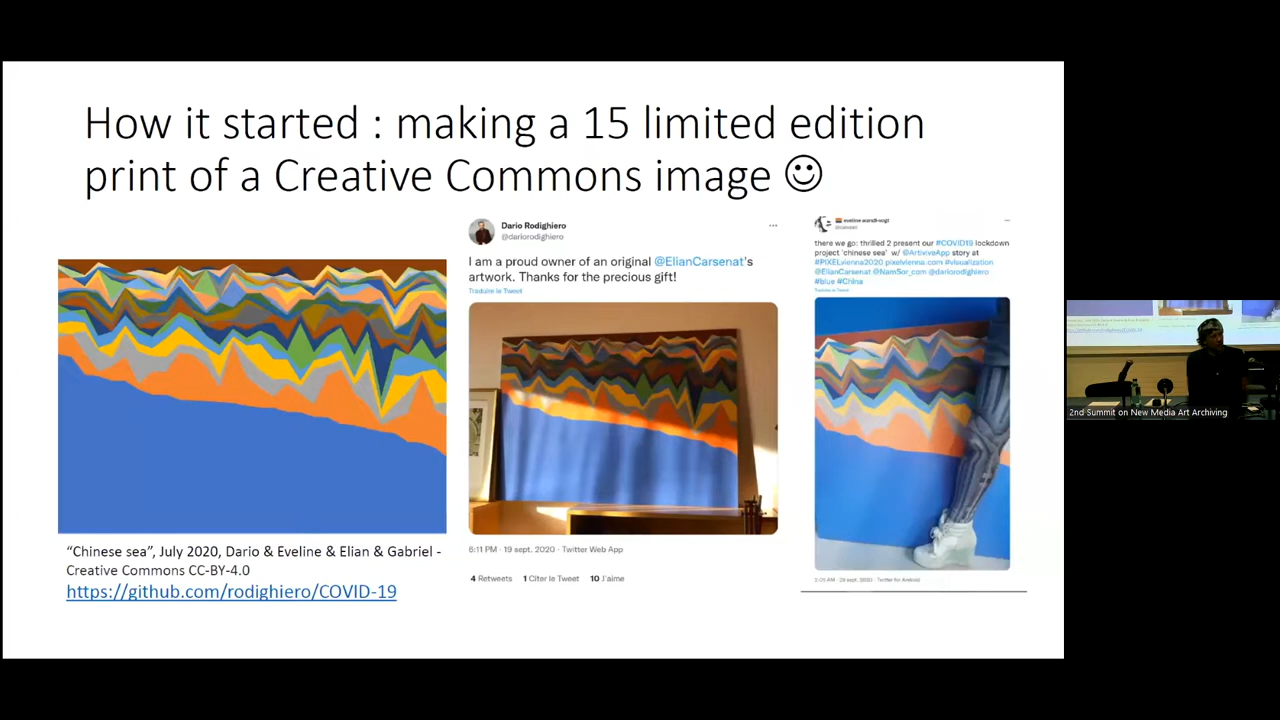 How it started : making a 15 limited edition
print of a Creative Commons image ☺
Dario Rodighiero
@dariorodighiero
I am a proud owner of an original @ElianCarsenat's
artwork. Thanks for the precious gift!
Traduire le Tweet
6:11 PM · 19 sept. 2020 · Twitter Web App
4 Retweets 1 Citer le Tweet 10 J'aime
there we go: thrilled 2 present our #COVID19 lockdown
project 'chinese sea' w/ @ArtiviveApp story at
#PIXELvienna2020 pixelvienna.com #visualization
@ElianCarsenat @NamSor_com @dariorodighiero
#blue #China
Traduire le Tweet
"Chinese sea", July 2020, Dario & Eveline & Elian & Gabriel -
Creative Commons CC-BY-4.0
https://github.com/rodighiero/COVID-19
2nd Summit on New Media Art Archiving